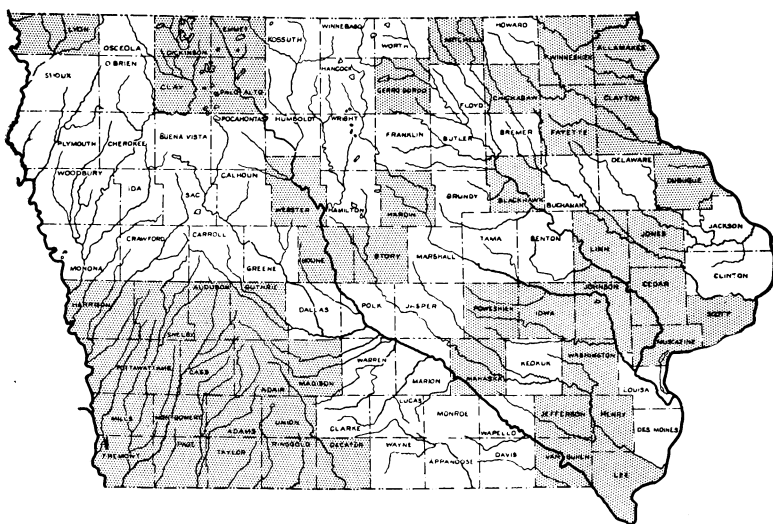 LYON
OSCEOLA
DICKINSON
EMMET
KOSSUTH
WINNEBAGO
WORTH
MITCHELL
HOWARD
WINNESHIEK
ALLAMAKEE
SIOUX
O'BRIEN
CLAY
PALO ALTO
HANCOCK
CERRO GORDO
FLOYD
CHICKASAW
CLAYTON
PLYMOUTH
CHEROKEE
BUENA VISTA
POCAHONTAS
HUMBOLDT
WRIGHT
FRANKLIN
BUTLER
BREMER
FAYETTE
WOODBURY
IDA
SAC
CALHOUN
WEBSTER
HAMILTON
HARDIN
GRUNDY
BLACKHAWK
BUCHANAN
DELAWARE
DUBUQUE
MONONA
CRAWFORD
CARROLL
GREENE
BOONE
STORY
MARSHALL
TAMA
BENTON
LINN
JONES
JACKSON
CLINTON
HARRISON
SHELBY
AUDUBON
GUTHRIE
DALLAS
POLK
JASPER
POWESHIEK
IOWA
JOHNSON
CEDAR
SCOTT
MUSCATINE
POTTAWATTAMIE
CASS
ADAIR
MADISON
WARREN
MARION
MAHASKA
KEOKUK
WASHINGTON
LOUISA
MILLS
MONTGOMERY
ADAMS
UNION
CLARKE
LUCAS
MONROE
WAPELLO
JEFFERSON
HENRY
DES MOINES
FREMONT
PAGE
TAYLOR
RINGGOLD
DECATUR
WAYNE
APPANOOSE
DAVIS
VAN BUREN
LEE